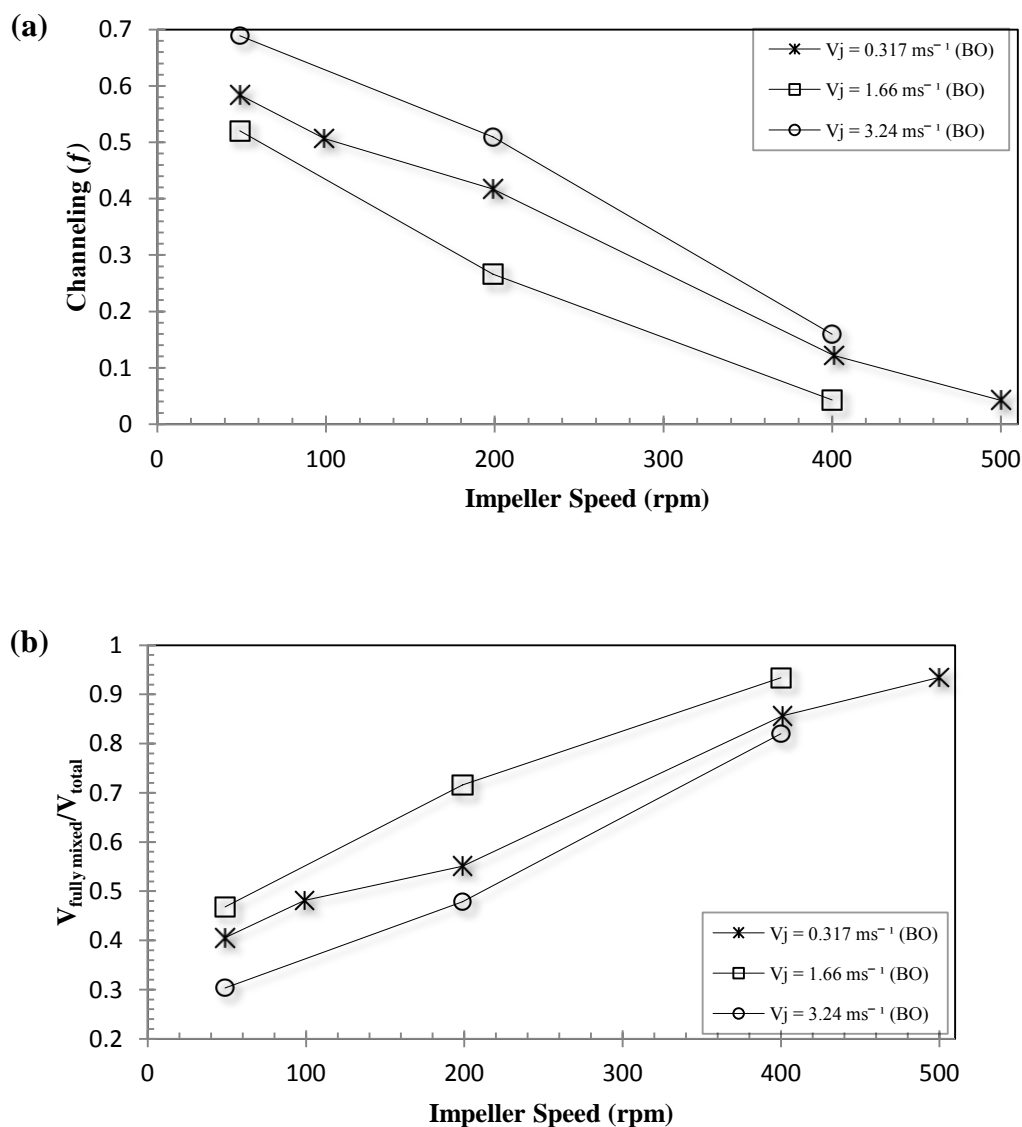 (a)
0.7
0.6
0.5
0.4
0.3
0.2
0.1
0
Channeling (f)
Vj = 0.317 ms⁻¹ (BO)
Vj = 1.66 ms⁻¹ (BO)
Vj = 3.24 ms⁻¹ (BO)
0 100 200 300 400 500
Impeller Speed (rpm)
(b)
1
0.9
0.8
0.7
0.6
0.5
0.4
0.3
0.2
V fully mixed/V total
Vj = 0.317 ms⁻¹ (BO)
Vj = 1.66 ms⁻¹ (BO)
Vj = 3.24 ms⁻¹ (BO)
0 100 200 300 400 500
Impeller Speed (rpm)